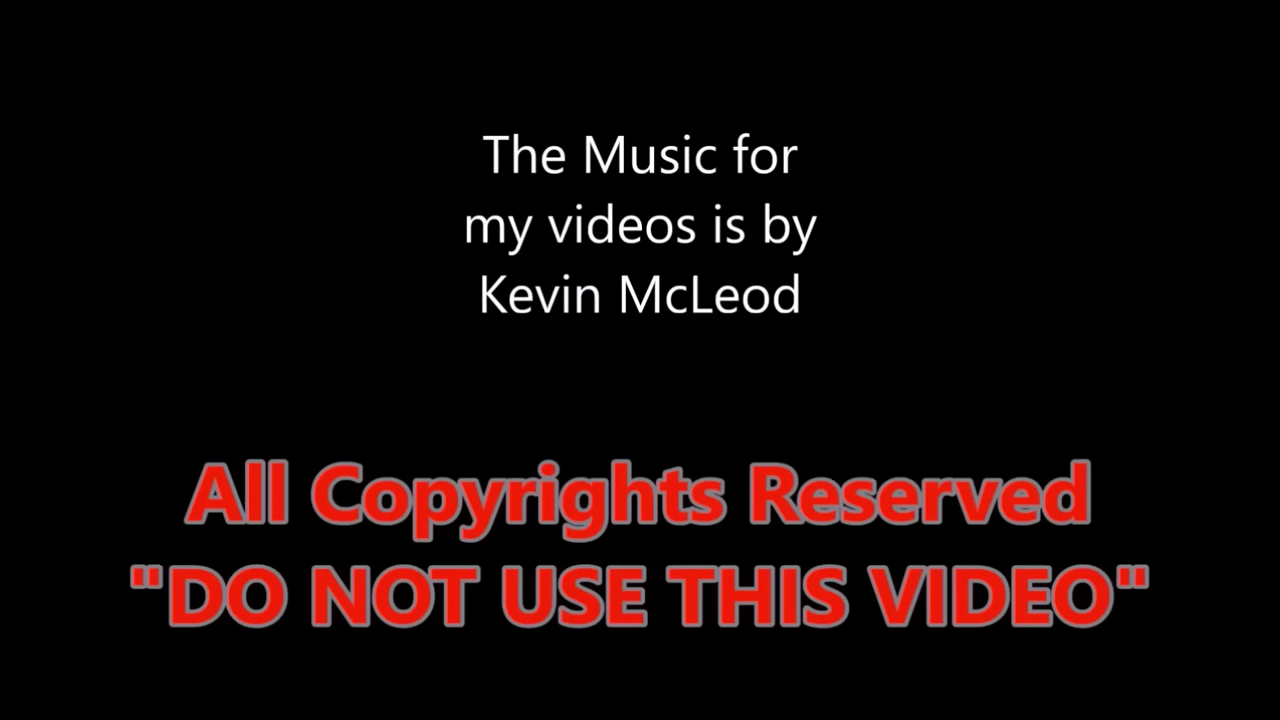 The Music for
my videos is by
Kevin McLeod
All Copyrights Reserved
"DO NOT USE THIS VIDEO"